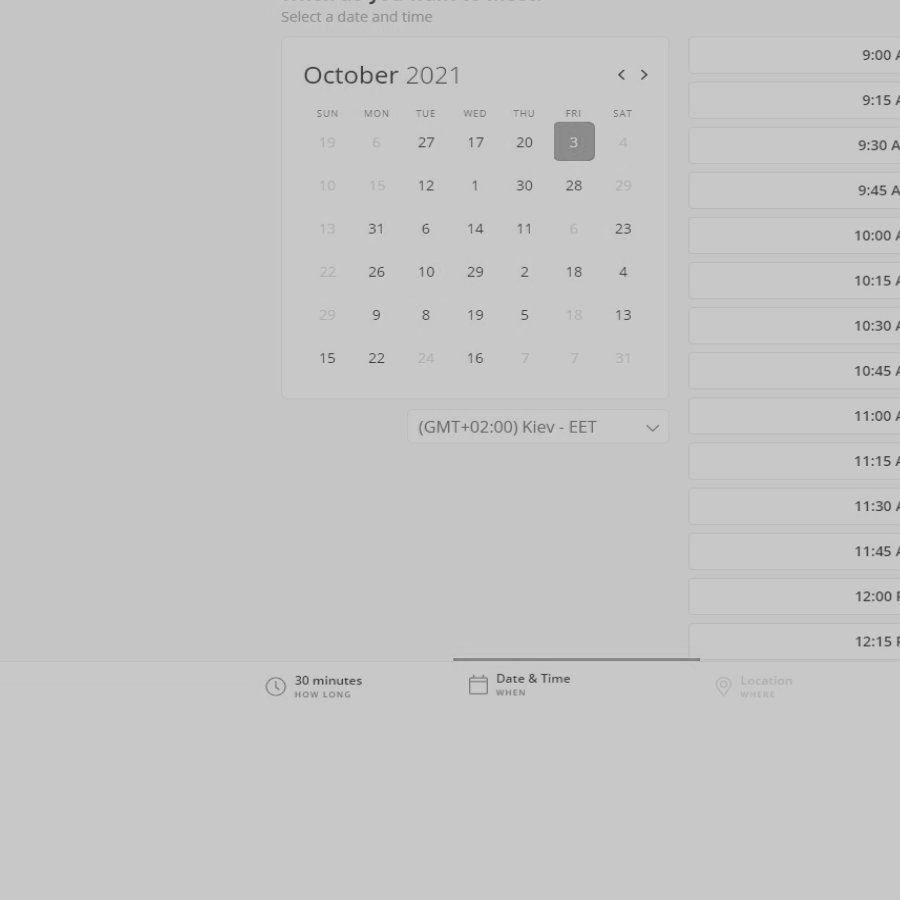 Select a date and time
October 2021
SUN MON TUE WED THU FRI SAT
19 6 27 17 20 3 4
10 15 12 1 30 28 29
13 31 6 14 11 6 23
22 26 10 29 2 18 4
29 9 8 19 5 18 13
15 22 24 16 7 7 31
(GMT+02:00) Kiev - EET
9:00
9:15
9:30
9:45
10:00
10:15
10:30
10:45
11:00
11:15
11:30
11:45
12:00
12:15
30 minutes
HOW LONG
Date & Time
WHEN
Location
WHERE